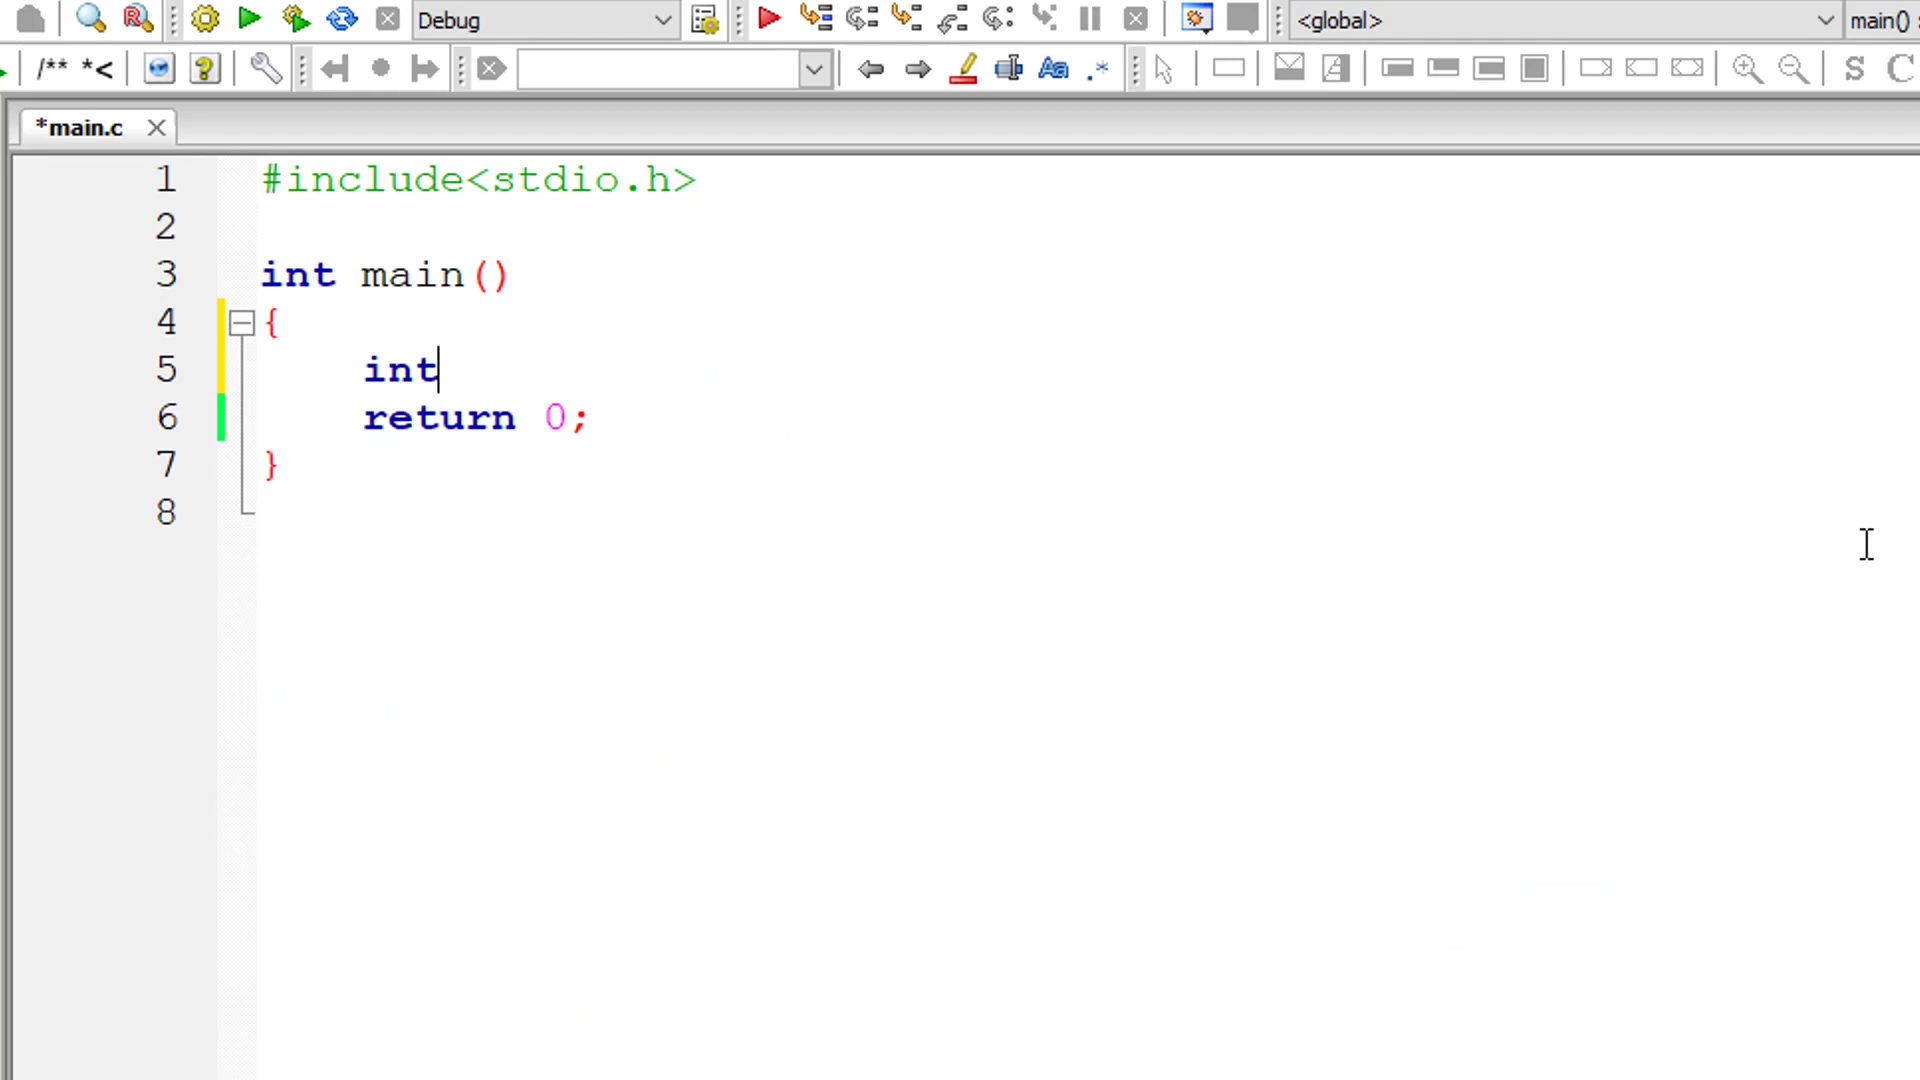 Debug
<global>
main() :
/** *<
Aa
.*
S
C
*main.c
1 #include<stdio.h>
2
3 int main()
4 {
5 int
6 return 0;
7 }
8